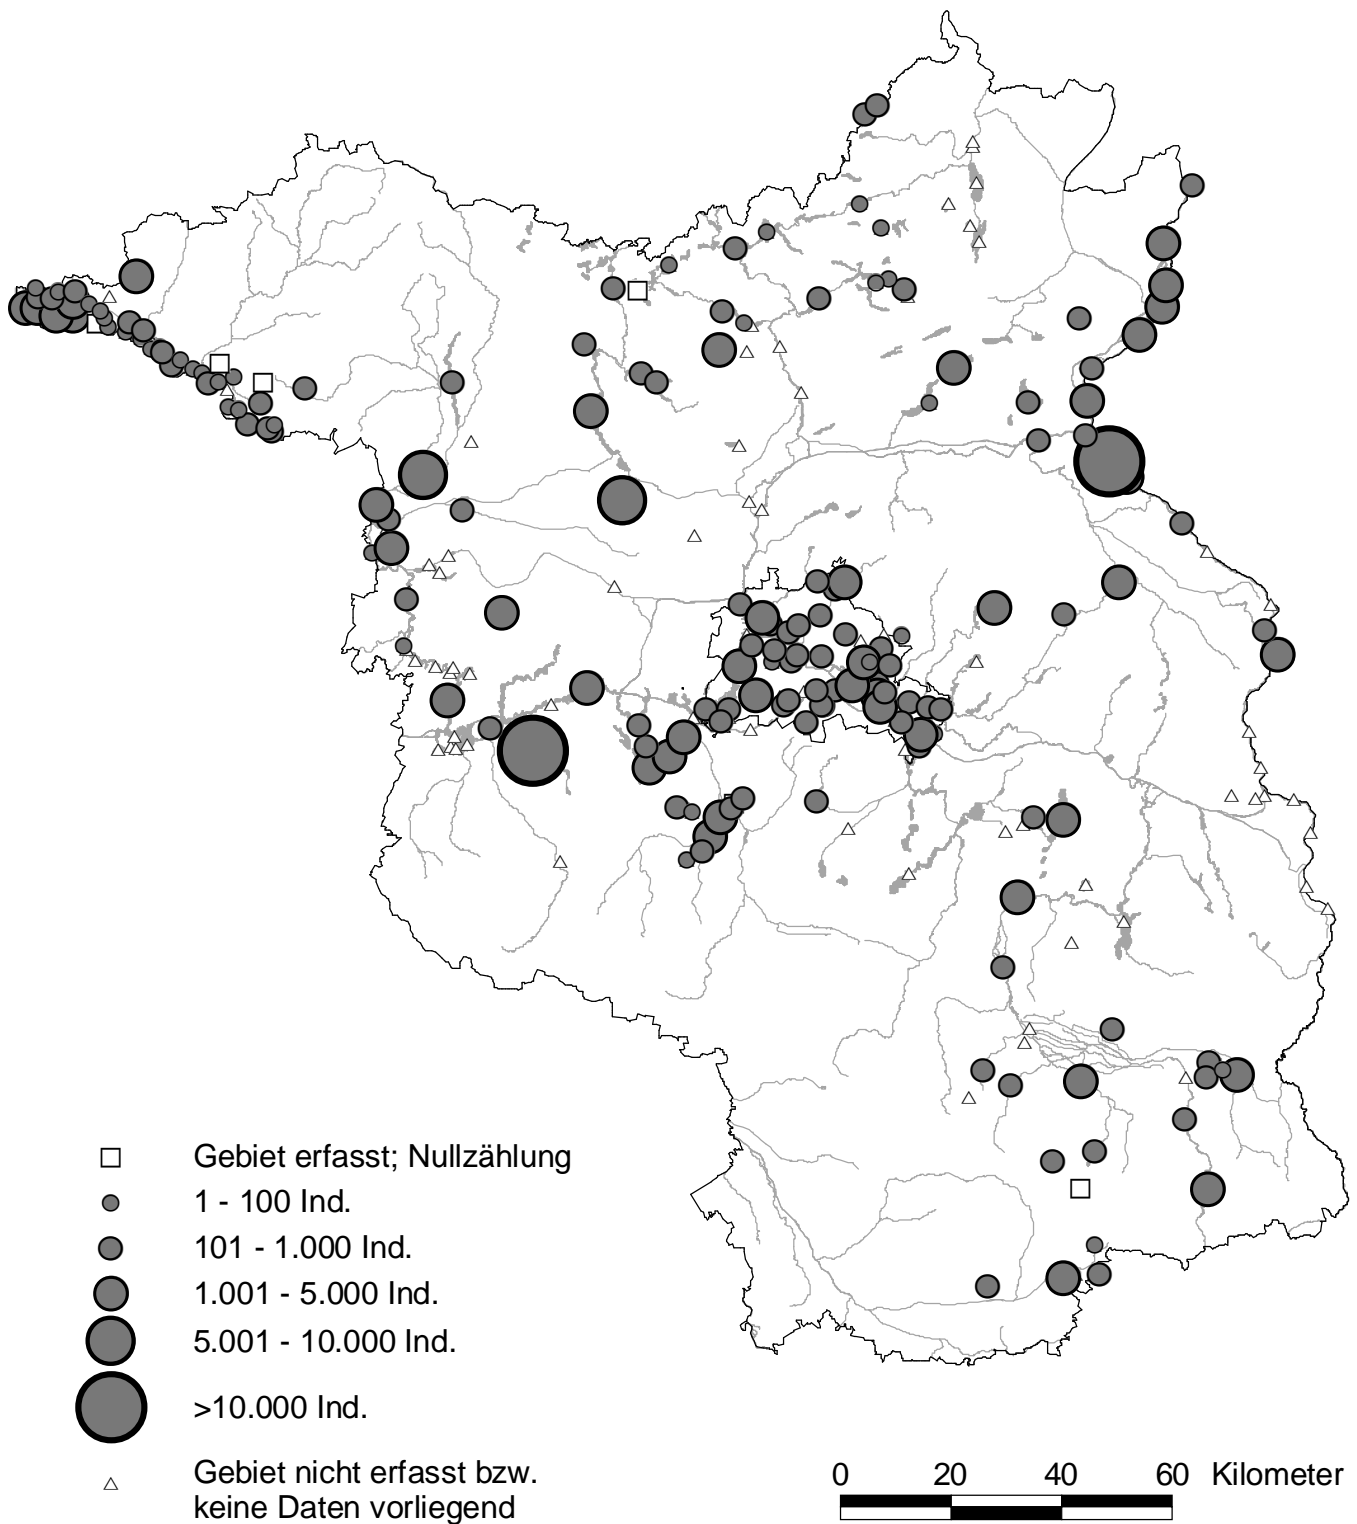 Gebiet erfasst; Nullzählung
1 - 100 Ind.
101 - 1.000 Ind.
1.001 - 5.000 Ind.
5.001 - 10.000 Ind.
>10.000 Ind.
Gebiet nicht erfasst bzw.
keine Daten vorliegend
0 20 40 60 Kilometer